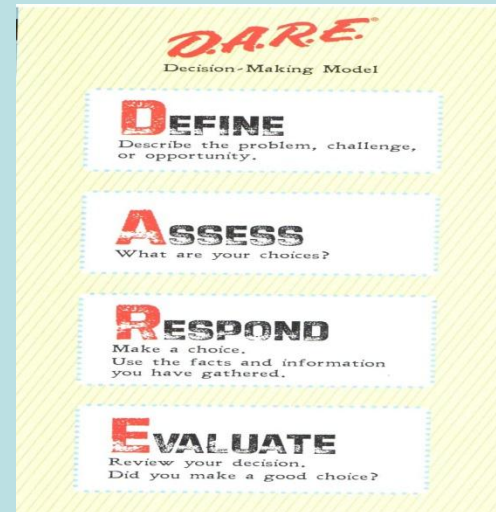 D.A.R.E.®
Decision-Making Model
DEFINE
Describe the problem, challenge,
or opportunity.
ASSESS
What are your choices?
RESPOND
Make a choice.
Use the facts and information
you have gathered.
EVALUATE
Review your decision.
Did you make a good choice?